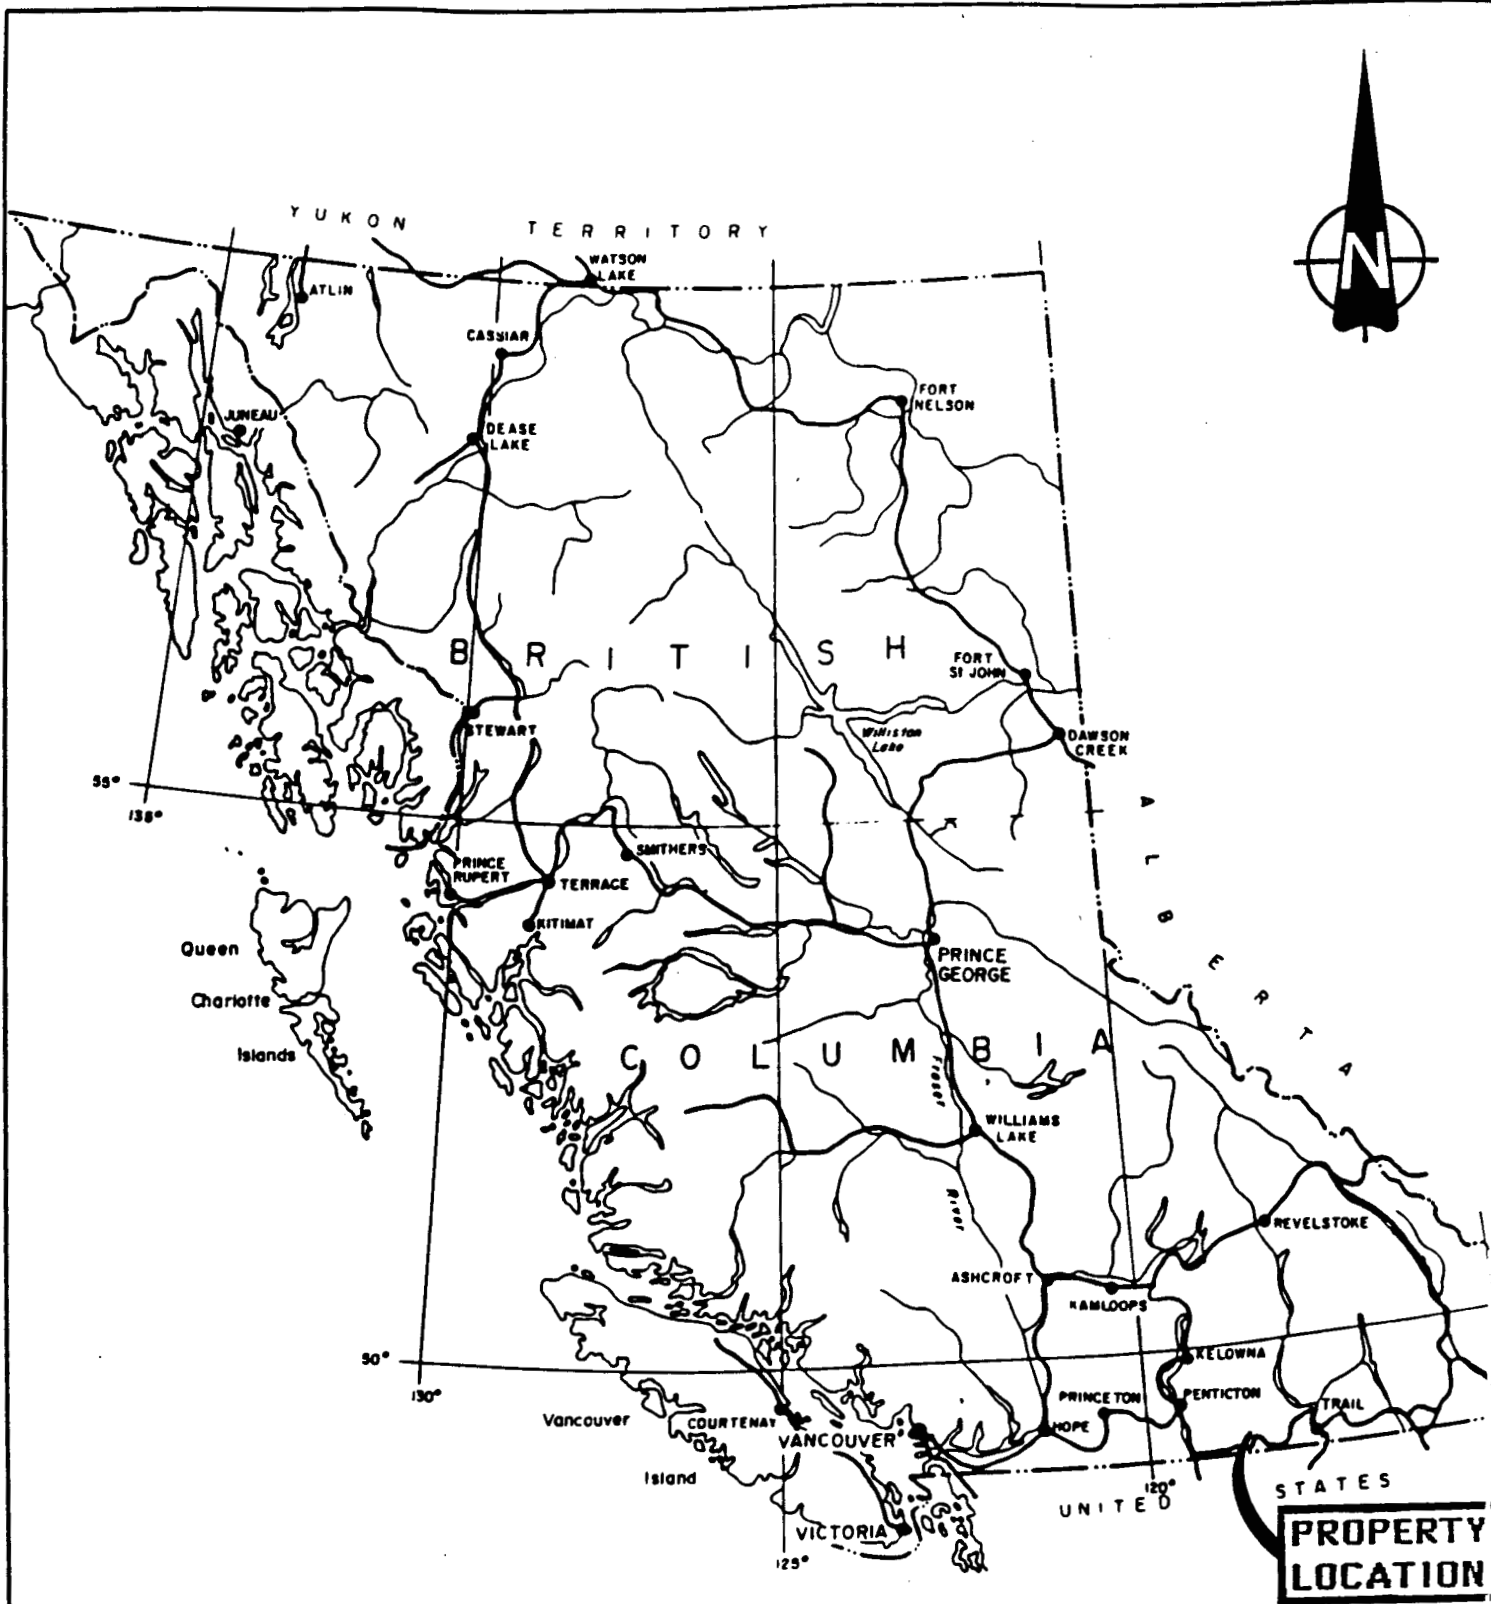 N
YUKON TERRITORY
WATSON
LAKE
ATLIN
CASSIAR
JUNEAU
FORT
NELSON
DEASE
LAKE
BRITISH
FORT
St JOHN
STEWART
Williston
Lake
DAWSON
CREEK
55°
135°
ALBERTA
PRINCE
RUPERT
SMITHERS
TERRACE
KITIMAT
Queen
Charlotte
Islands
PRINCE
GEORGE
COLUMBIA
Fraser
River
WILLIAMS
LAKE
REVELSTOKE
ASHCROFT
KAMLOOPS
50°
130°
KELOWNA
PRINCETON
PENTICTON
TRAIL
HOPE
Vancouver
Island
COURTENAY
VANCOUVER
VICTORIA
125°
120°
UNITED STATES
PROPERTY
LOCATION